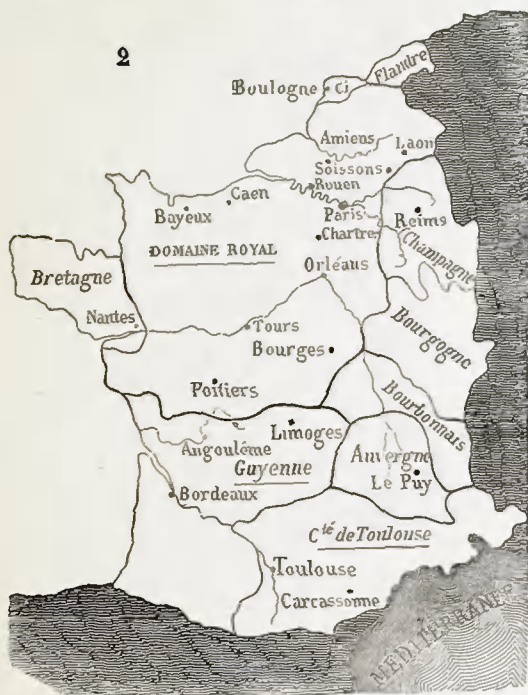 2
Flandre
Boulogne
Ci
Amiens
Laon
Soissons
Rouen
Caen
Bayeux
Paris
Reims
Chartre
Champagne
DOMAINE ROYAL
Orléans
Bretagne
Nantes
Tours
Bourgogne
Bourges
Poitiers
Bourbonnais
Limoges
Angoulême
Auvergne
Guyenne
Le Puy
Bordeaux
Cté de Toulouse
Toulouse
Carcassonne
MEDITERRANEE